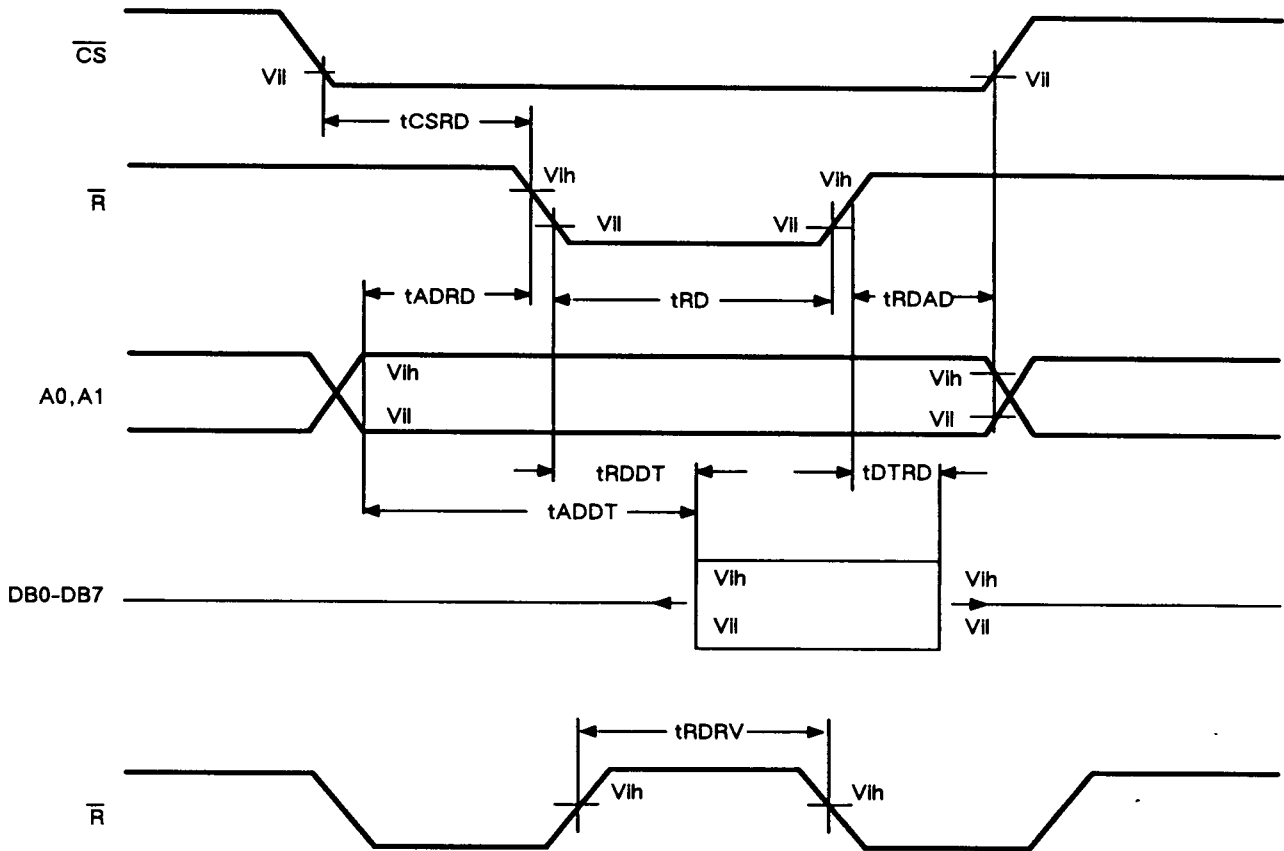 CS
Vil
Vil
tCSRD
R
Vih
Vih
Vil
Vil
tADRD
tRD
tRDAD
A0,A1
Vih
Vih
Vil
Vil
tRDDT
tDTRD
tADDT
DB0-DB7
Vih
Vih
Vil
Vil
tRDRV
R
Vih
Vih